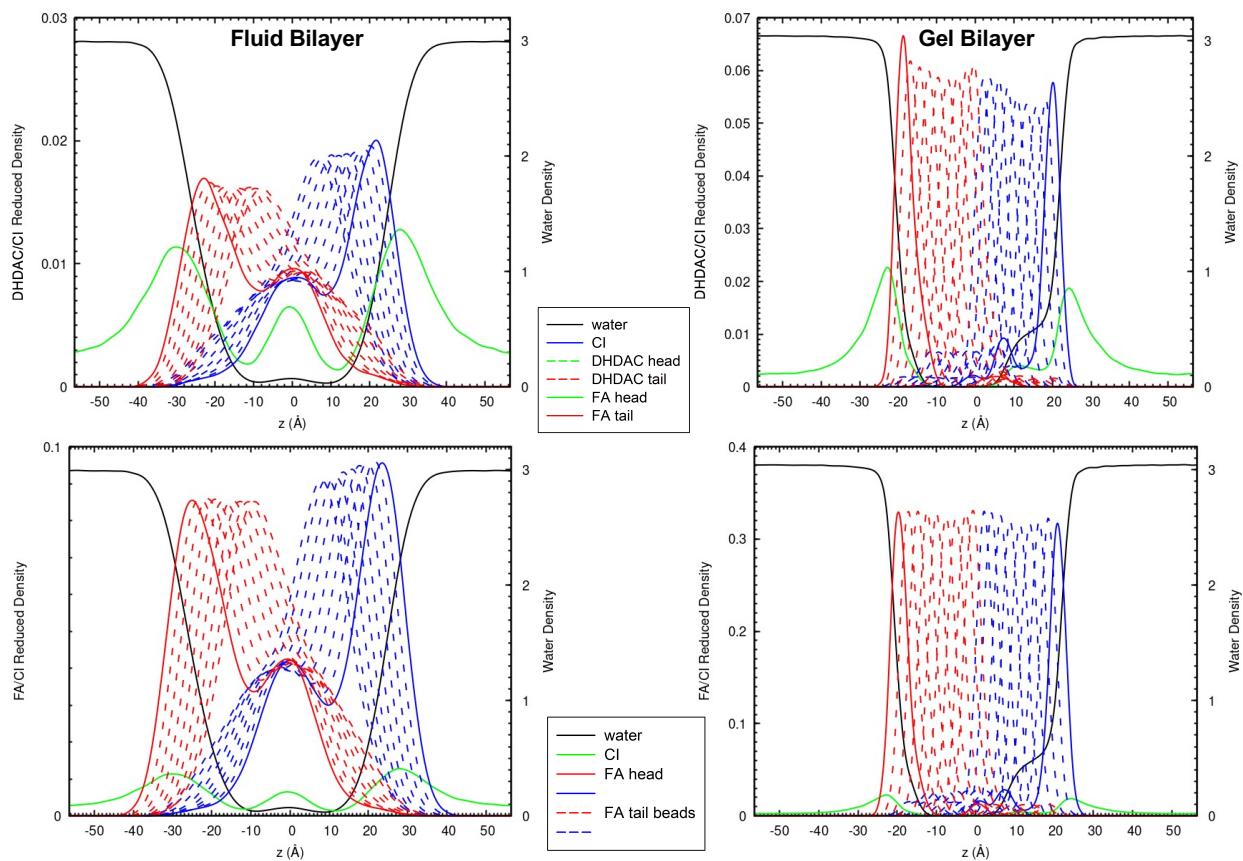 Fluid Bilayer
0.03
0.02
0.01
0
3
2
1
0
-50 -40 -30 -20 -10 0 10 20 30 40 50
z (Å)
DHDAC/Cl Reduced Density
Water Density
water
Cl
DHDAC head
DHDAC tail
FA head
FA tail
Gel Bilayer
0.07
0.06
0.05
0.04
0.03
0.02
0.01
0
3
2
1
0
-50 -40 -30 -20 -10 0 10 20 30 40 50
z (Å)
DHDAC/Cl Reduced Density
Water Density
0.1
0
3
2
1
0
-50 -40 -30 -20 -10 0 10 20 30 40 50
z (Å)
FA/Cl Reduced Density
Water Density
water
Cl
FA head
FA tail beads
0.4
0.3
0.2
0.1
0
3
2
1
0
-50 -40 -30 -20 -10 0 10 20 30 40 50
z (Å)
FA/Cl Reduced Density
Water Density